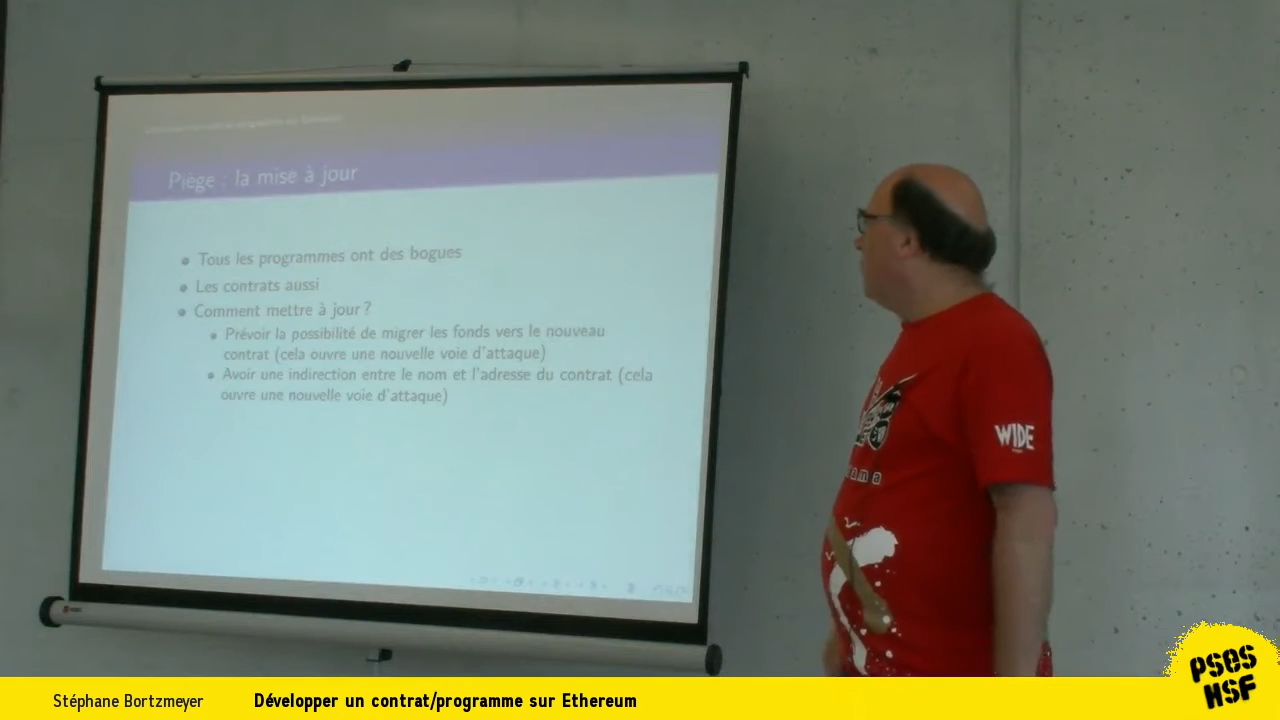 Piège : la mise à jour
Tous les programmes ont des bogues
Les contrats aussi
Comment mettre à jour ?
Prévoir la possibilité de migrer les fonds vers le nouveau
contrat (cela ouvre une nouvelle voie d'attaque)
Avoir une indirection entre le nom et l'adresse du contrat (cela
ouvre une nouvelle voie d'attaque)
WIDE
Stéphane Bortzmeyer Développer un contrat/programme sur Ethereum
PSES
HSF